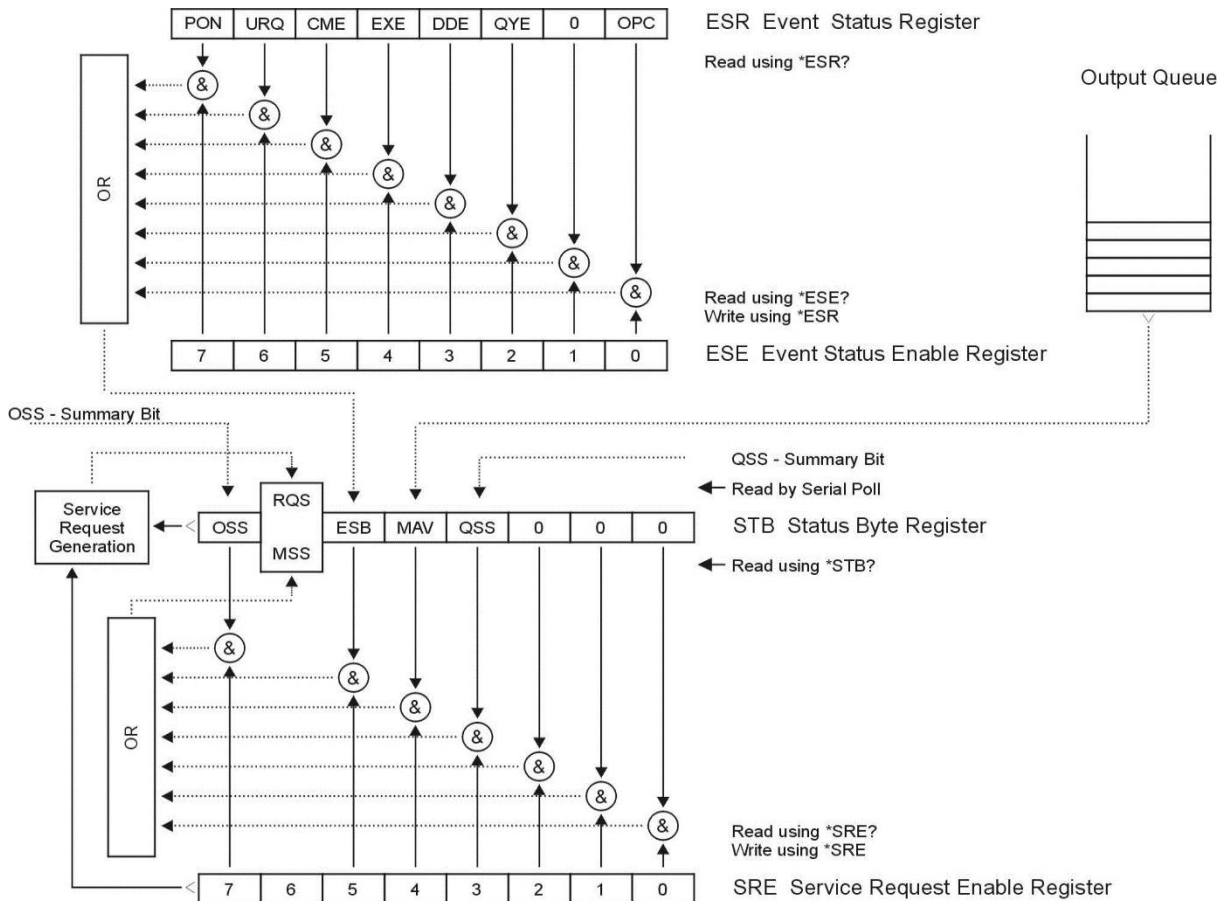 PON URQ CME EXE DDE QYE 0 OPC ESR Event Status Register
Read using *ESR?
Output Queue
&
&
&
&
&
&
&
&
OR
Read using *ESE?
Write using *ESR
7 6 5 4 3 2 1 0 ESE Event Status Enable Register
OSS - Summary Bit
QSS - Summary Bit
Read by Serial Poll
Service
Request
Generation
RQS
MSS
OSS ESB MAV QSS 0 0 0 STB Status Byte Register
Read using *STB?
&
&
&
&
&
&
&
OR
Read using *SRE?
Write using *SRE
7 6 5 4 3 2 1 0 SRE Service Request Enable Register